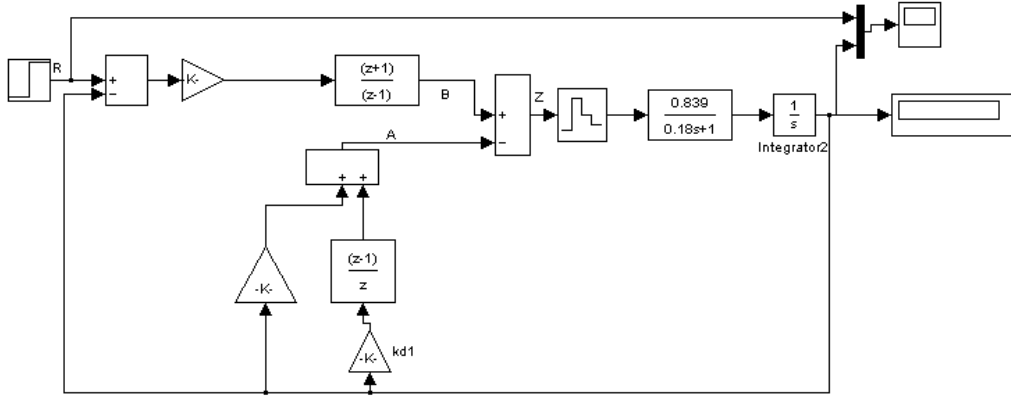 R
+
−
K-
(z+1)
(z-1)
B
+
−
Z
0.839
0.18s+1
1
s
Integrator2
A
+ +
-K-
(z-1)
z
-K-
kd1